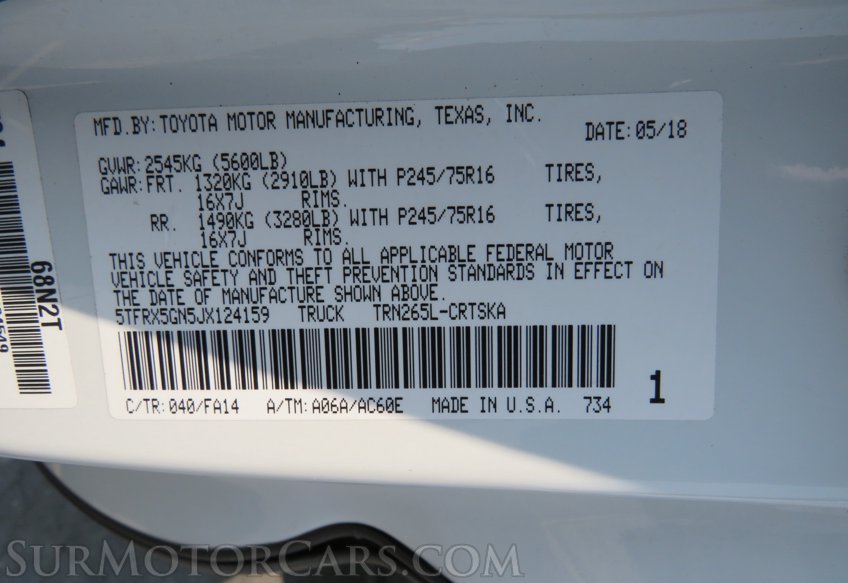 MFD.BY: TOYOTA MOTOR MANUFACTURING, TEXAS, INC.
DATE: 05/18
GVWR: 2545KG (5600LB)
GAWR: FRT. 1320KG (2910LB) WITH P245/75R16 TIRES,
16X7J RIMS.
RR. 1490KG (3280LB) WITH P245/75R16 TIRES,
16X7J RIMS.
THIS VEHICLE CONFORMS TO ALL APPLICABLE FEDERAL MOTOR
VEHICLE SAFETY AND THEFT PREVENTION STANDARDS IN EFFECT ON
THE DATE OF MANUFACTURE SHOWN ABOVE.
5TFRX5GN5JX124159 TRUCK TRN265L-CRTSKA
C/TR: 040/FA14 A/TM: A06A/AC60E MADE IN U.S.A. 734
1
68N2T
SURMOTORCARS.COM